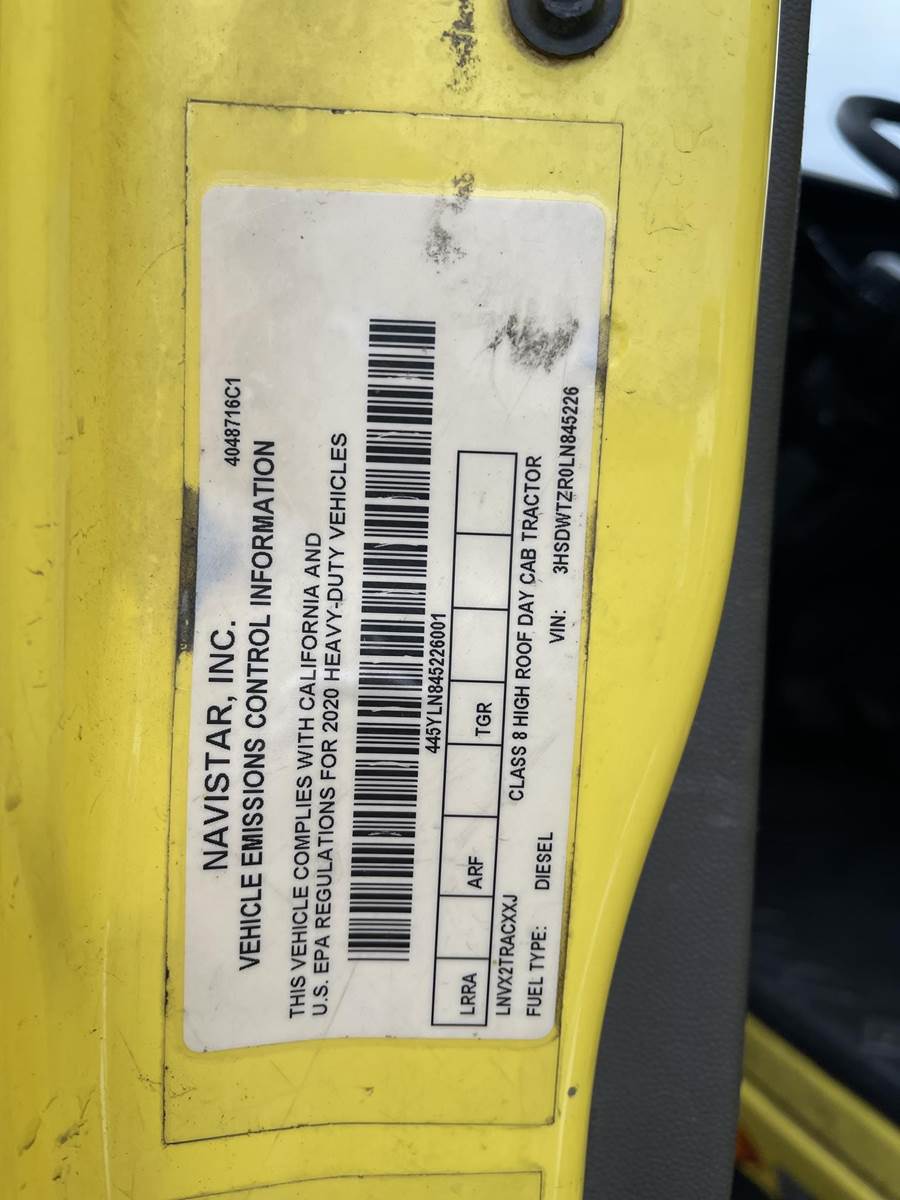 4048716C1
NAVISTAR, INC.
VEHICLE EMISSIONS CONTROL INFORMATION
THIS VEHICLE COMPLIES WITH CALIFORNIA AND
U.S. EPA REGULATIONS FOR 2020 HEAVY-DUTY VEHICLES
445YLN845226001
LRRA ARF TGR
LNVX2TRACXXJ CLASS 8 HIGH ROOF DAY CAB TRACTOR
FUEL TYPE: DIESEL VIN: 3HSDWTZR0LN845226